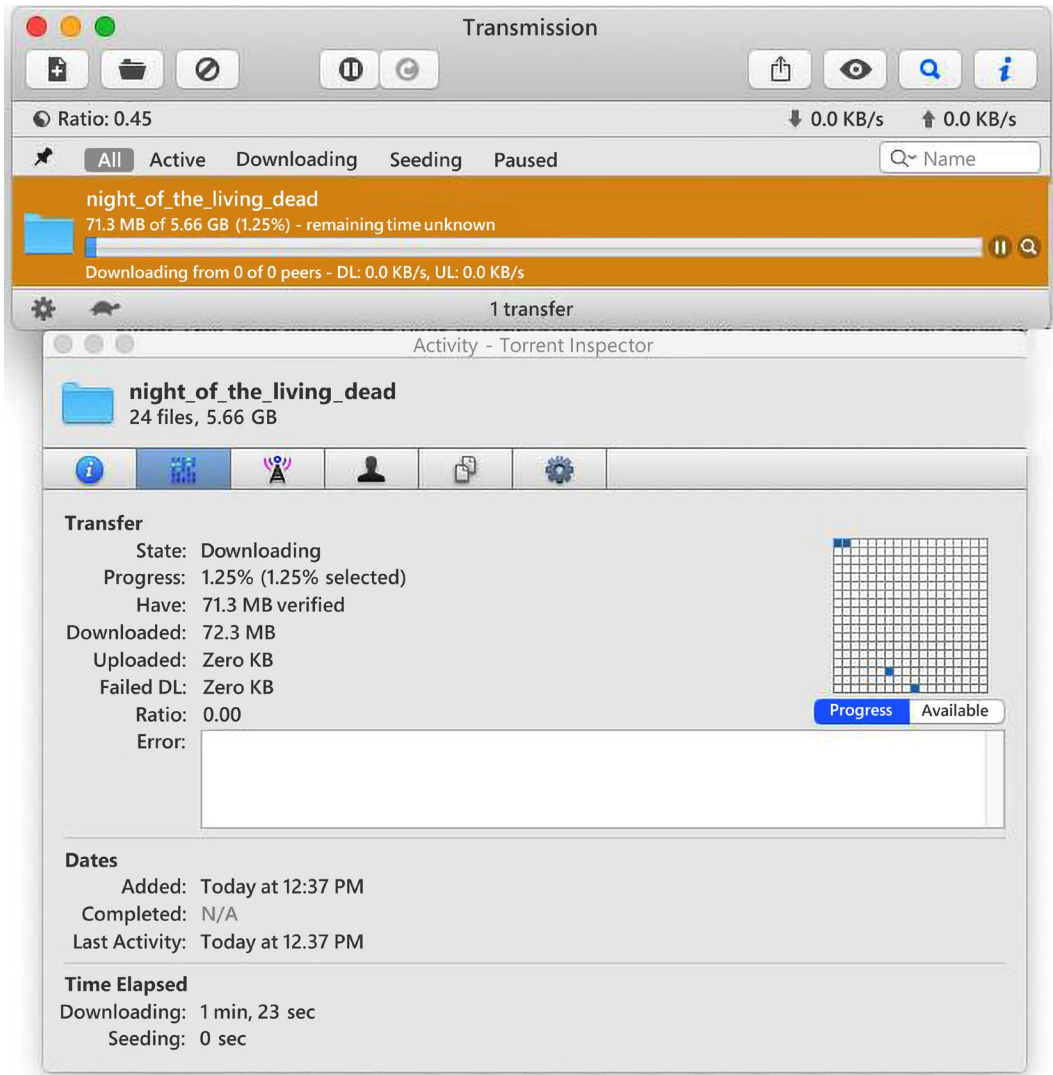 Transmission
Ratio: 0.45 0.0 KB/s 0.0 KB/s
All Active Downloading Seeding Paused Name
night_of_the_living_dead
71.3 MB of 5.66 GB (1.25%) - remaining time unknown
Downloading from 0 of 0 peers - DL: 0.0 KB/s, UL: 0.0 KB/s
1 transfer
Activity - Torrent Inspector
night_of_the_living_dead
24 files, 5.66 GB
Transfer
State: Downloading
Progress: 1.25% (1.25% selected)
Have: 71.3 MB verified
Downloaded: 72.3 MB
Uploaded: Zero KB
Failed DL: Zero KB
Ratio: 0.00
Progress Available
Error:
Dates
Added: Today at 12:37 PM
Completed: N/A
Last Activity: Today at 12.37 PM
Time Elapsed
Downloading: 1 min, 23 sec
Seeding: 0 sec